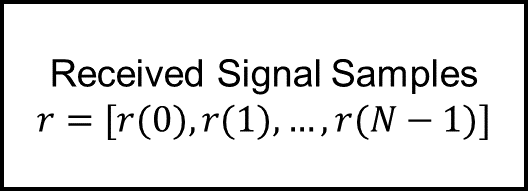 Received Signal Samples
𝑟 = [𝑟(0), 𝑟(1), …, 𝑟(𝑁 − 1)]